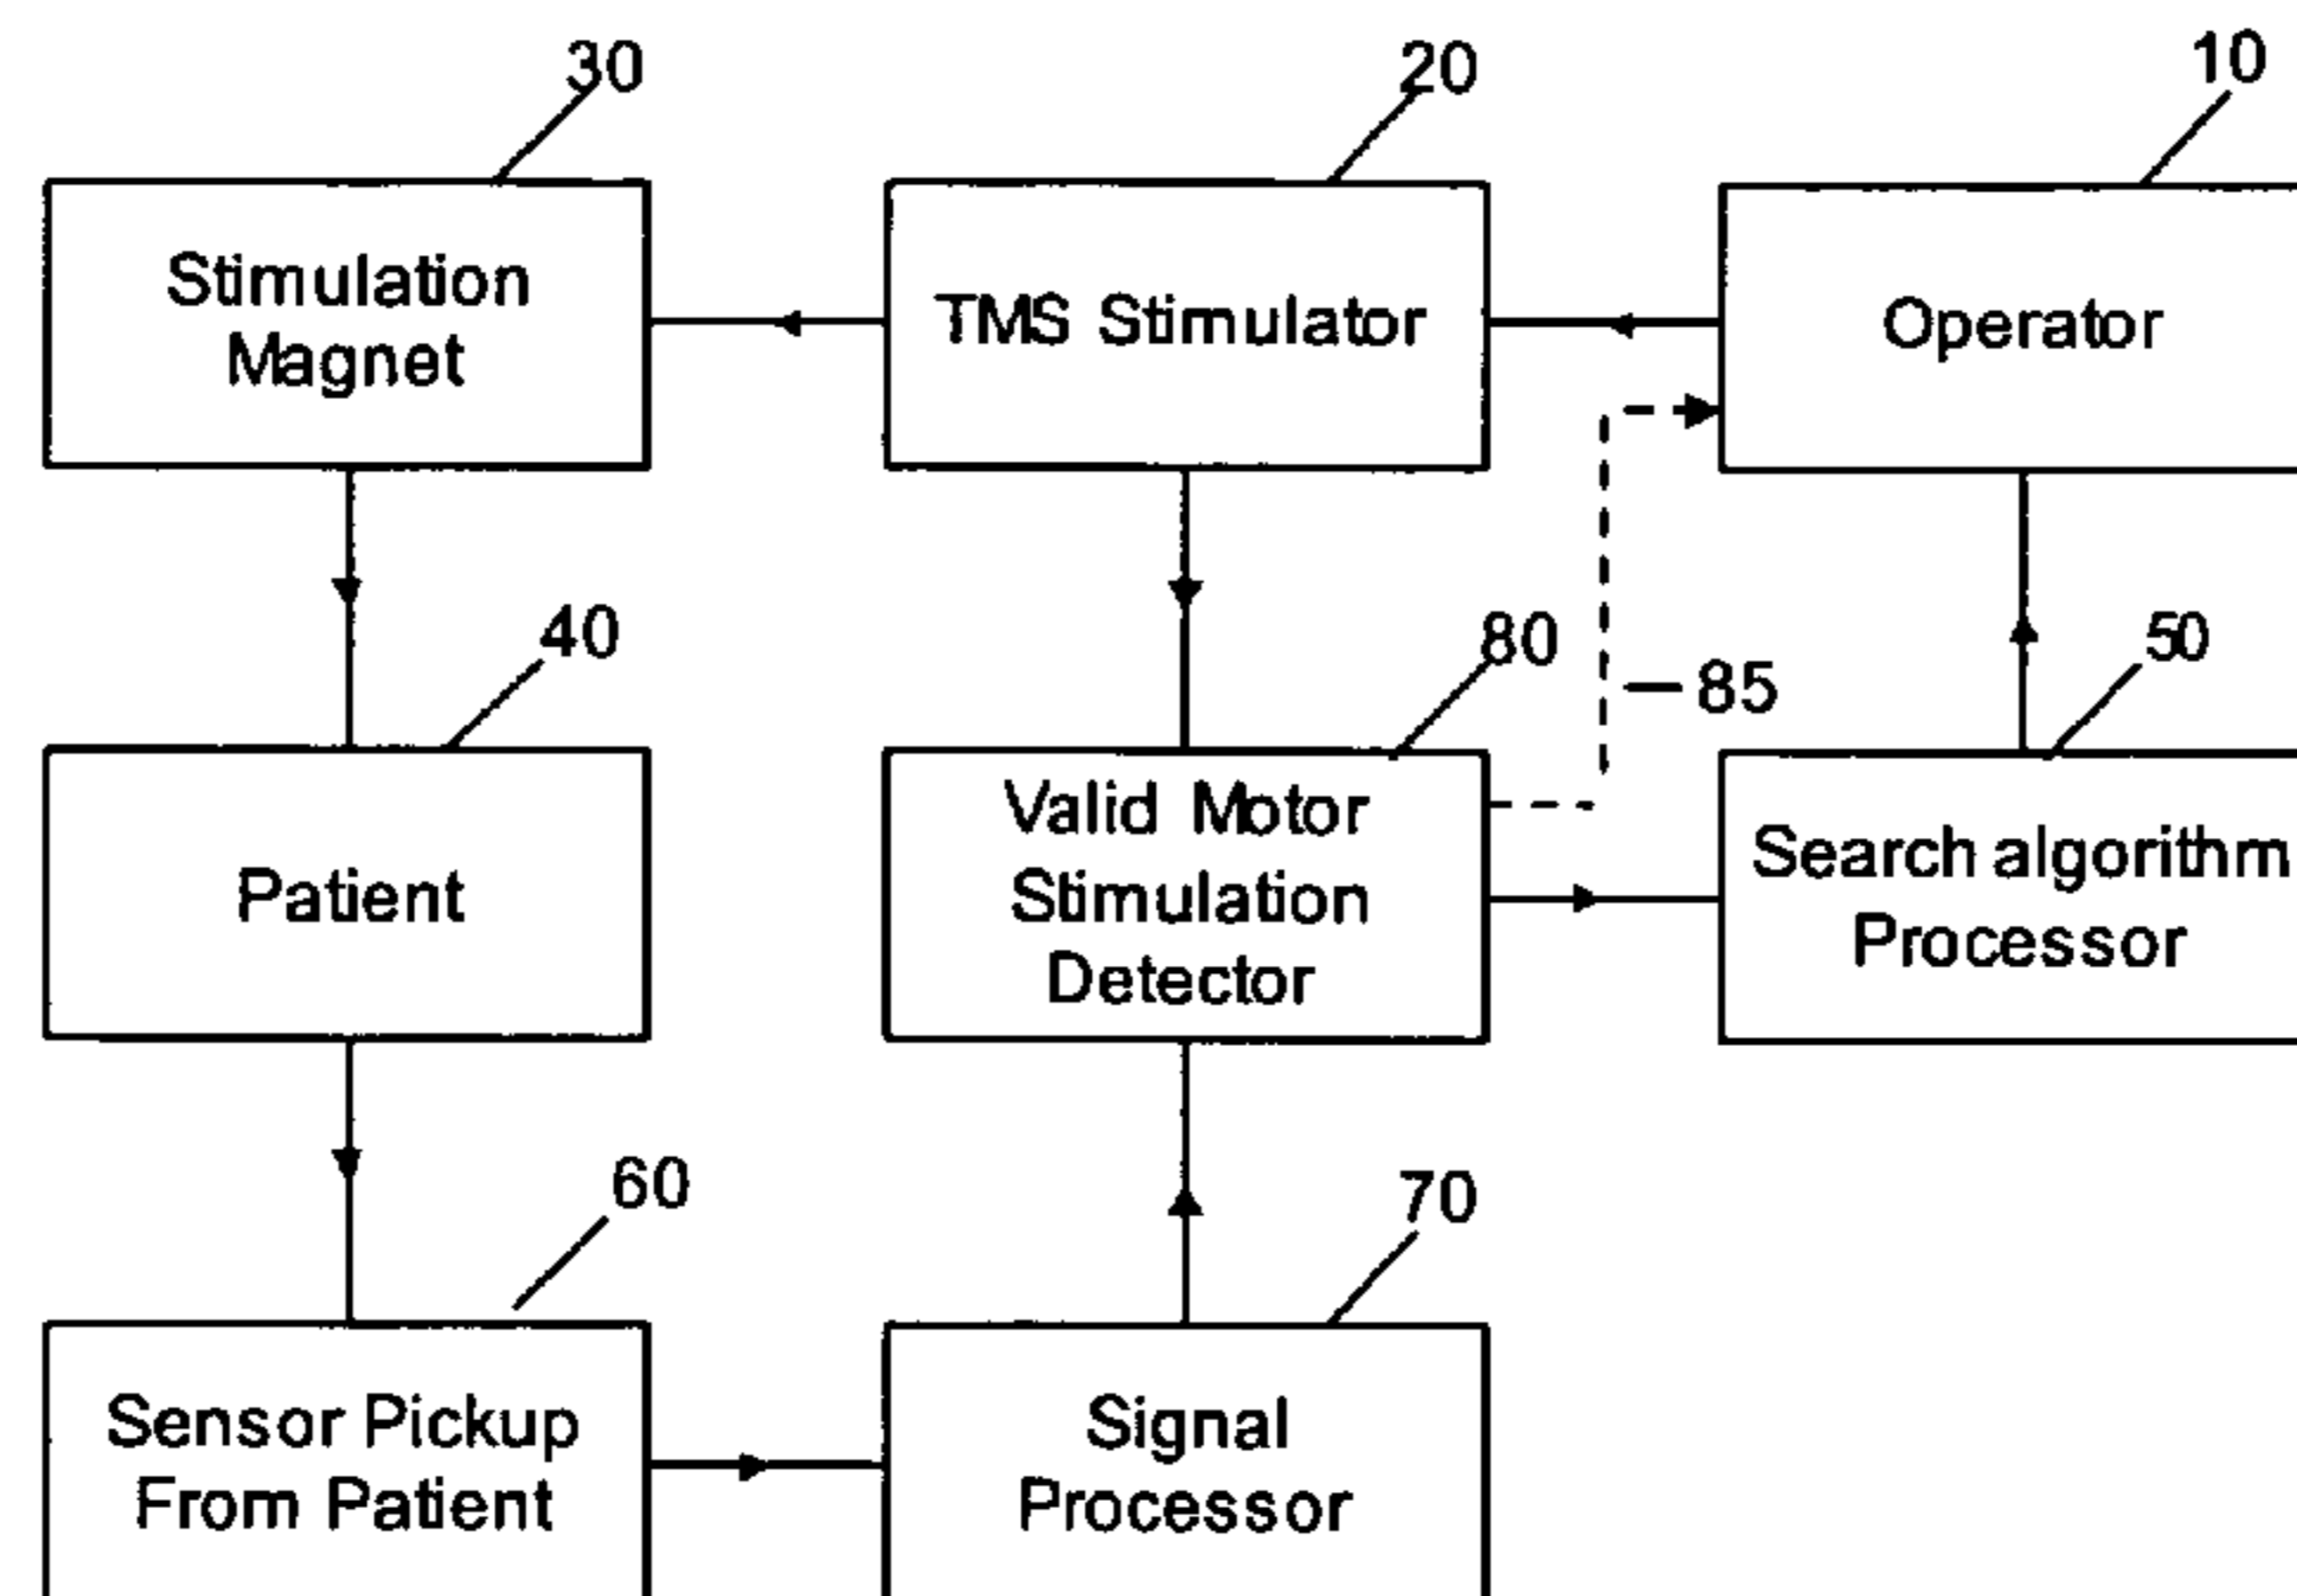 30
20
10
Stimulation
Magnet
TMS Stimulator
Operator
40
80
85
50
Patient
Valid Motor
Stimulation
Detector
Search algorithm
Processor
60
70
Sensor Pickup
From Patient
Signal
Processor